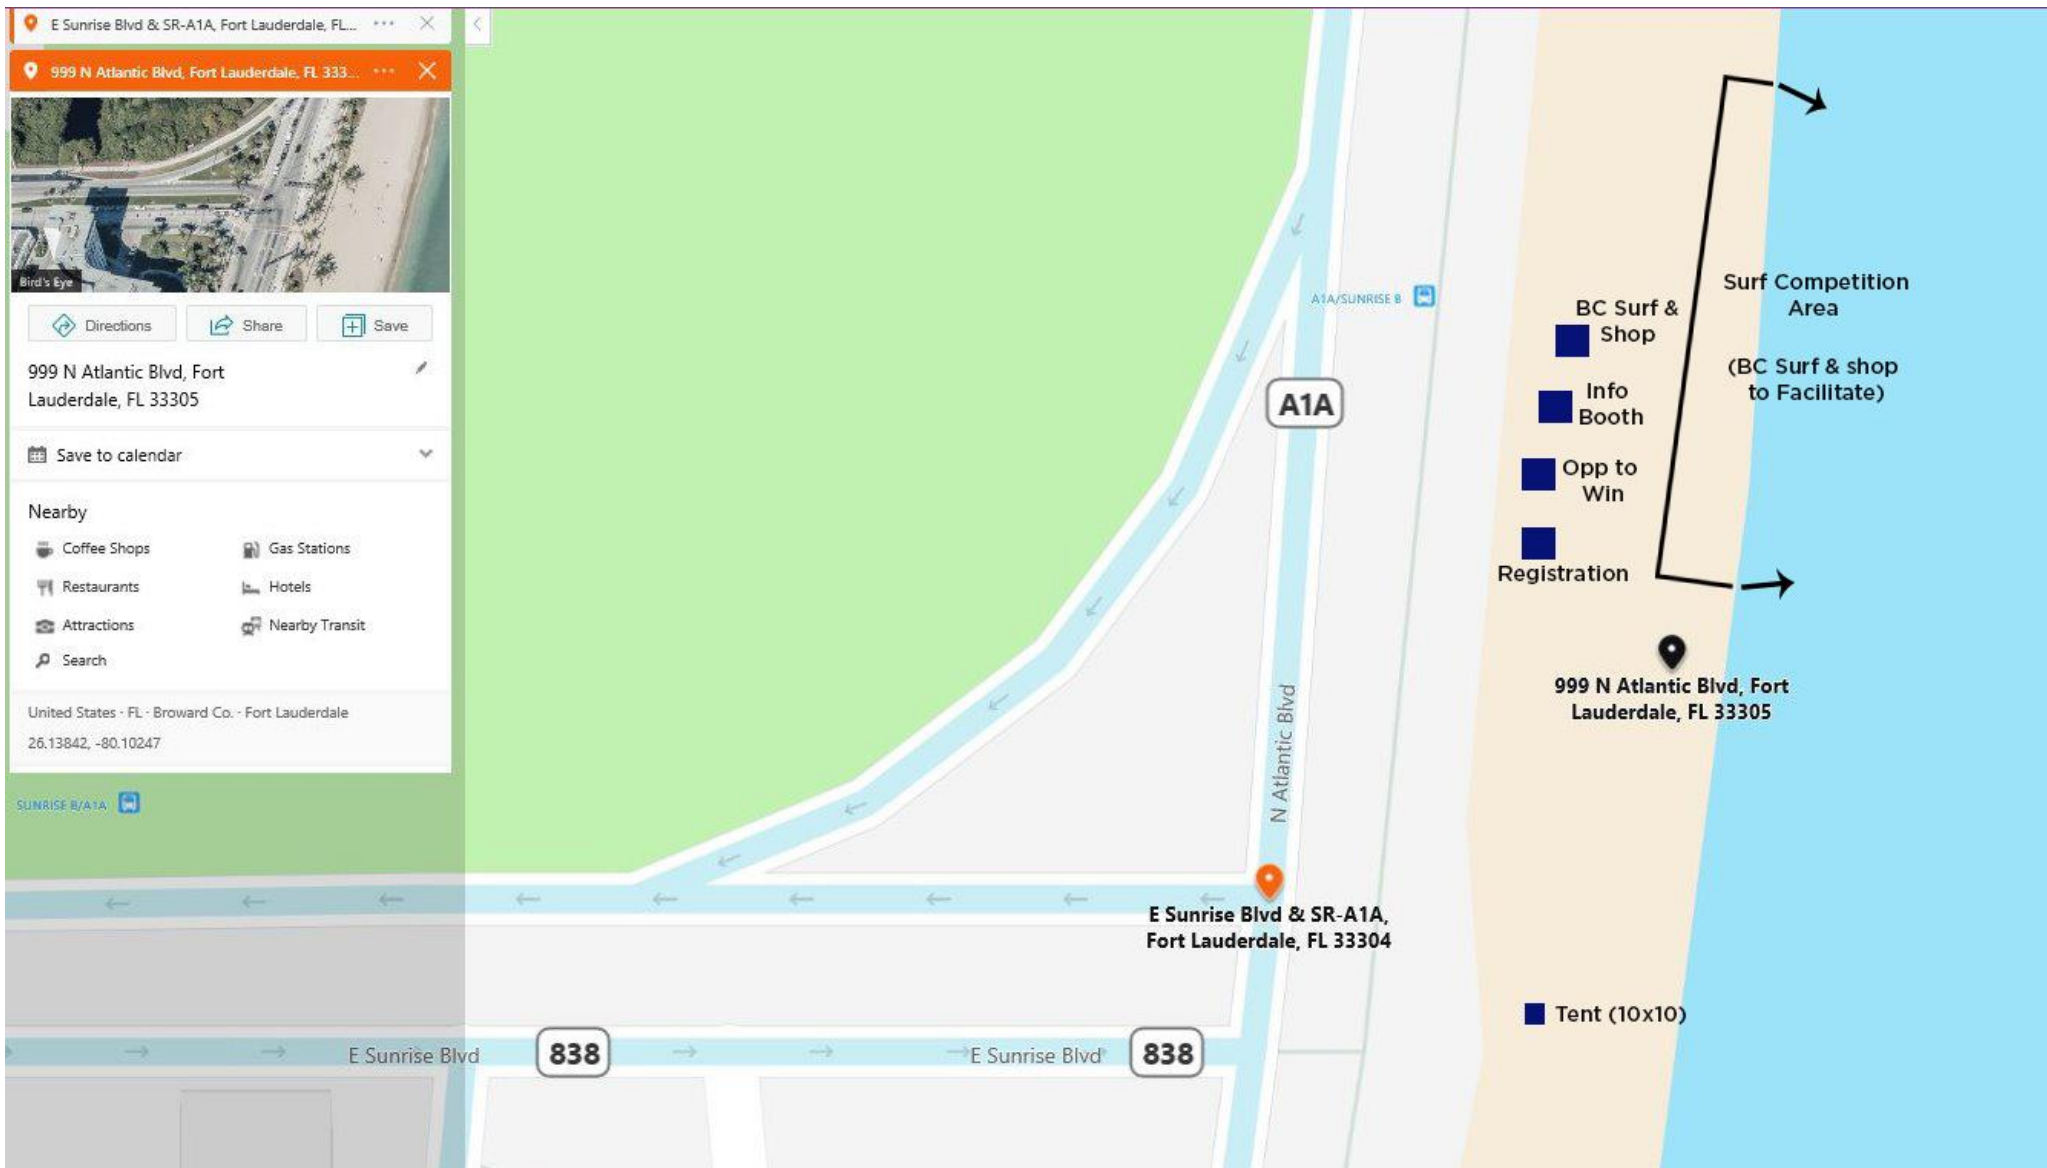 E Sunrise Blvd & SR-A1A, Fort Lauderdale, FL...
999 N Atlantic Blvd, Fort Lauderdale, FL 333...
Bird's Eye
Directions
Share
Save
999 N Atlantic Blvd, Fort
Lauderdale, FL 33305
Save to calendar
Nearby
Coffee Shops
Gas Stations
Restaurants
Hotels
Attractions
Nearby Transit
Search
United States - FL - Broward Co. - Fort Lauderdale
26.13842, -80.10247
SUNRISE B/A1A
A1A/SUNRISE B
A1A
N Atlantic Blvd
E Sunrise Blvd & SR-A1A,
Fort Lauderdale, FL 33304
E Sunrise Blvd
838
E Sunrise Blvd
838
BC Surf &
Shop
Info
Booth
Opp to
Win
Registration
Surf Competition
Area
(BC Surf & shop
to Facilitate)
999 N Atlantic Blvd, Fort
Lauderdale, FL 33305
Tent (10x10)